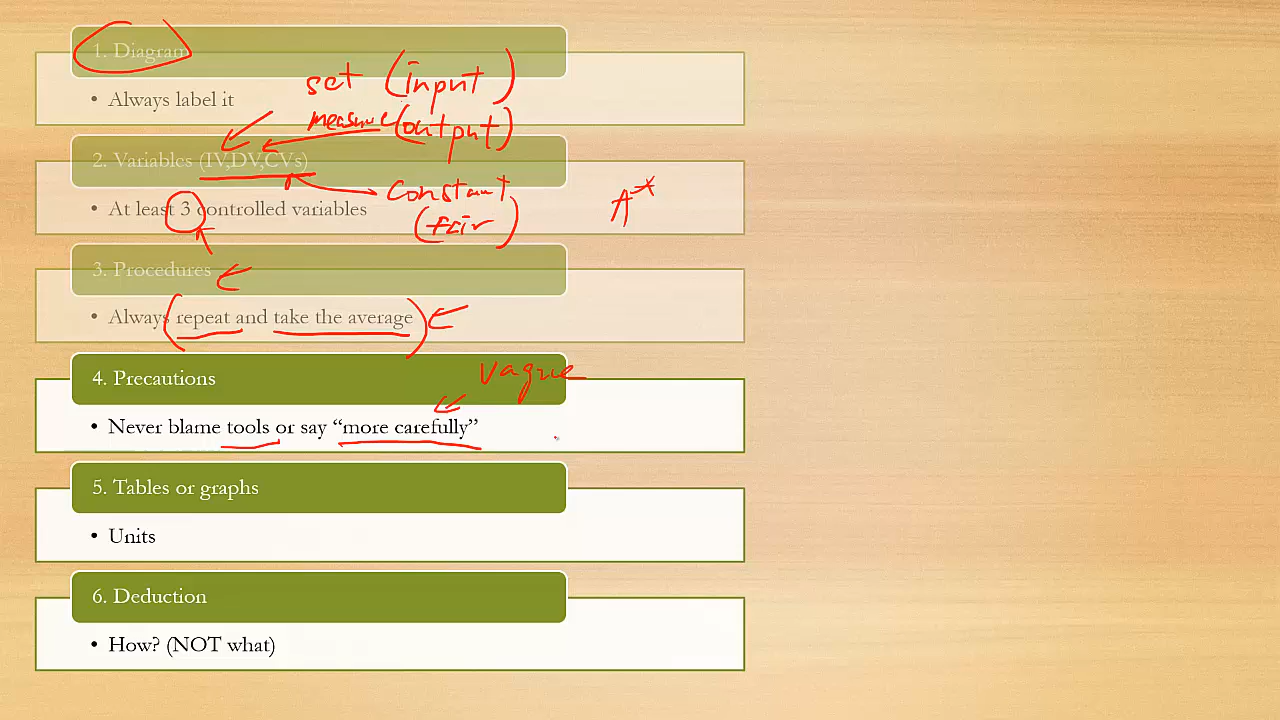 1. Diagram
• Always label it
set (input)
measure (output)
2. Variables (IV,DV,CVs)
• At least 3 controlled variables
constant
(fair)
A*
3. Procedures
• Always repeat and take the average
4. Precautions
vague
• Never blame tools or say “more carefully”
5. Tables or graphs
• Units
6. Deduction
• How? (NOT what)